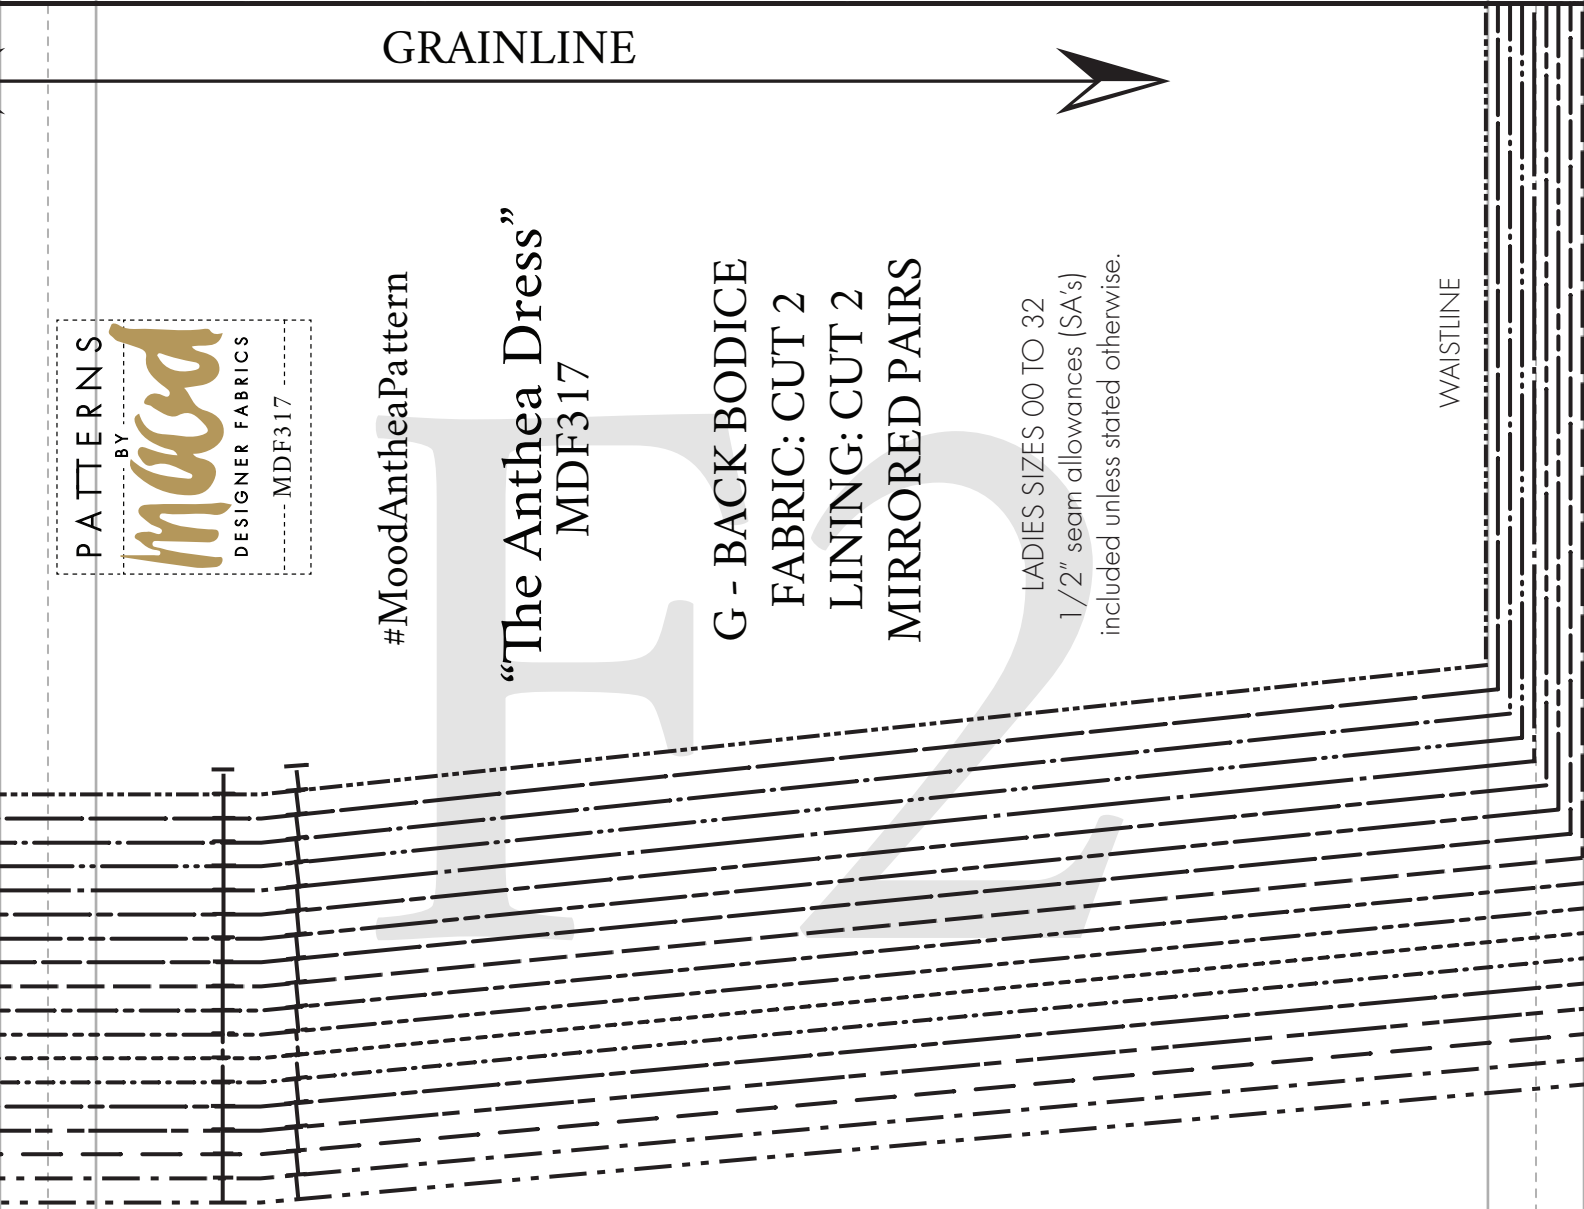 GRAINLINE
PATTERNS
BY
mood
DESIGNER FABRICS
MDF317
#MoodAntheaPattern
“The Anthea Dress”
MDF317
G - BACK BODICE
FABRIC: CUT 2
LINING: CUT 2
MIRRORED PAIRS
LADIES SIZES 00 TO 32
1/2” seam allowances (SA's)
included unless stated otherwise.
WAISTLINE
F2